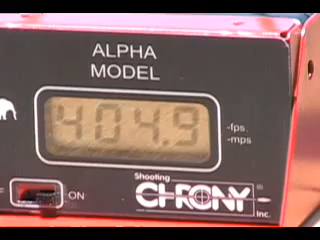 ALPHA
MODEL
404.9
-fps
-mps
ON
Shooting
CHRONY®
Inc.